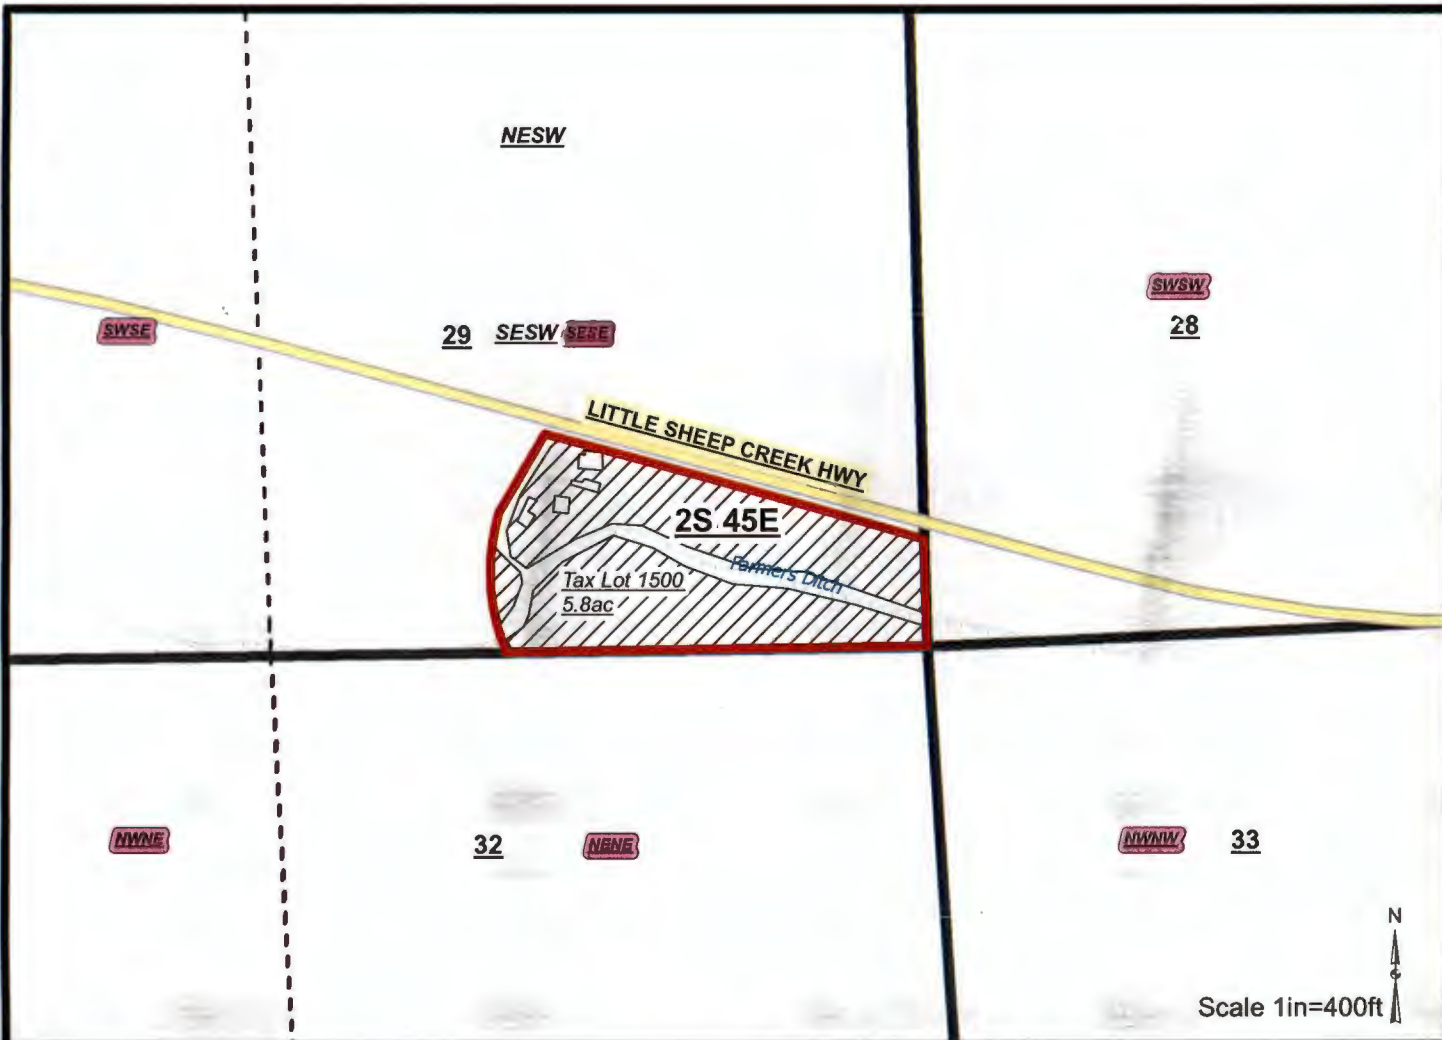 NESW
SWSW
28
SWSE
29 SESW SESE
LITTLE SHEEP CREEK HWY
2S 45E
Farmers Ditch
Tax Lot 1500
5.8ac
NWNE
32
NENE
NWNW
33
N
Scale 1in=400ft